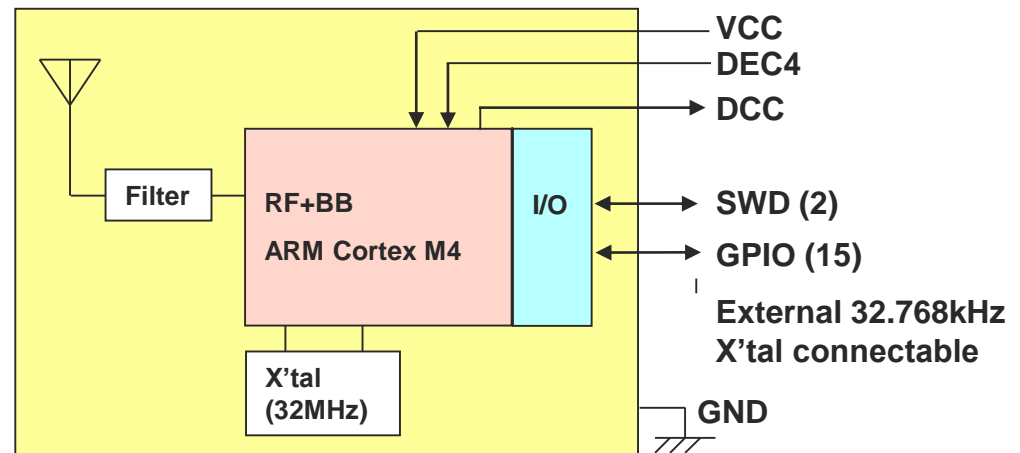 VCC
DEC4
DCC
Filter
RF+BB
ARM Cortex M4
I/O
SWD (2)
GPIO (15)
External 32.768kHz
X'tal connectable
X'tal
(32MHz)
GND